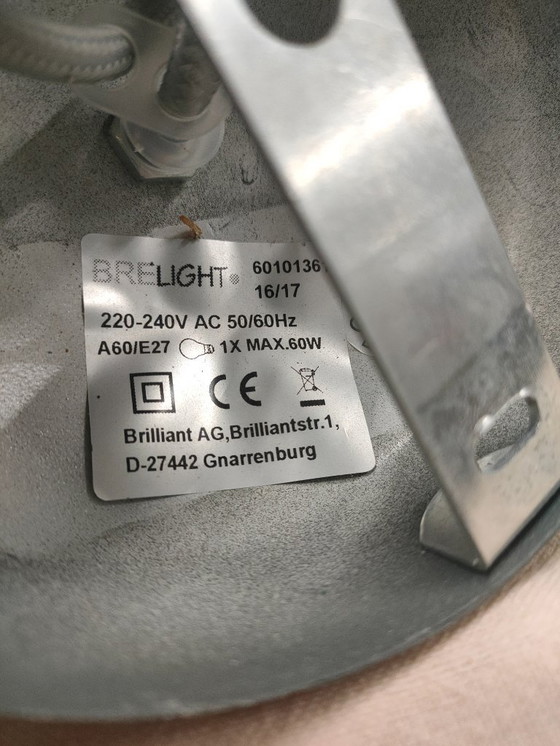 BRELIGHT
6010136
16/17
220-240V AC 50/60Hz
A60/E27 1X MAX.60W
CE
Brilliant AG,Brilliantstr.1,
D-27442 Gnarrenburg